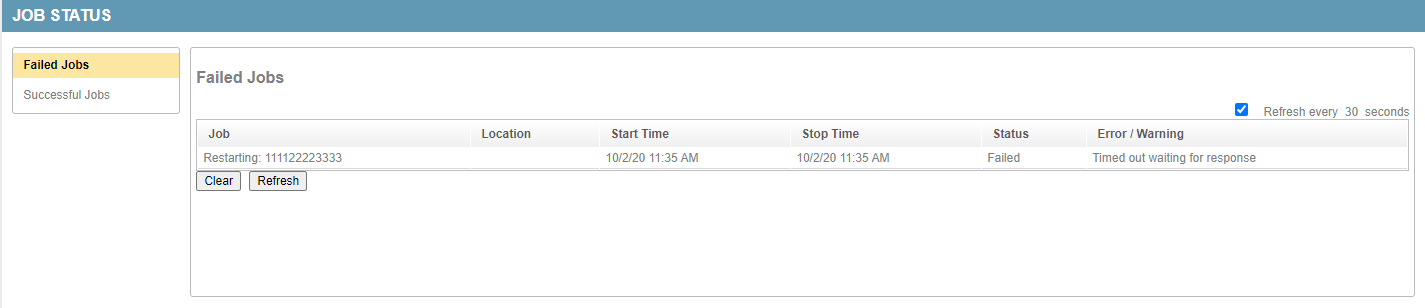 JOB STATUS
Failed Jobs
Successful Jobs
Failed Jobs
Refresh every 30 seconds
Job Location Start Time Stop Time Status Error / Warning
Restarting: 111122223333 10/2/20 11:35 AM 10/2/20 11:35 AM Failed Timed out waiting for response
Clear Refresh